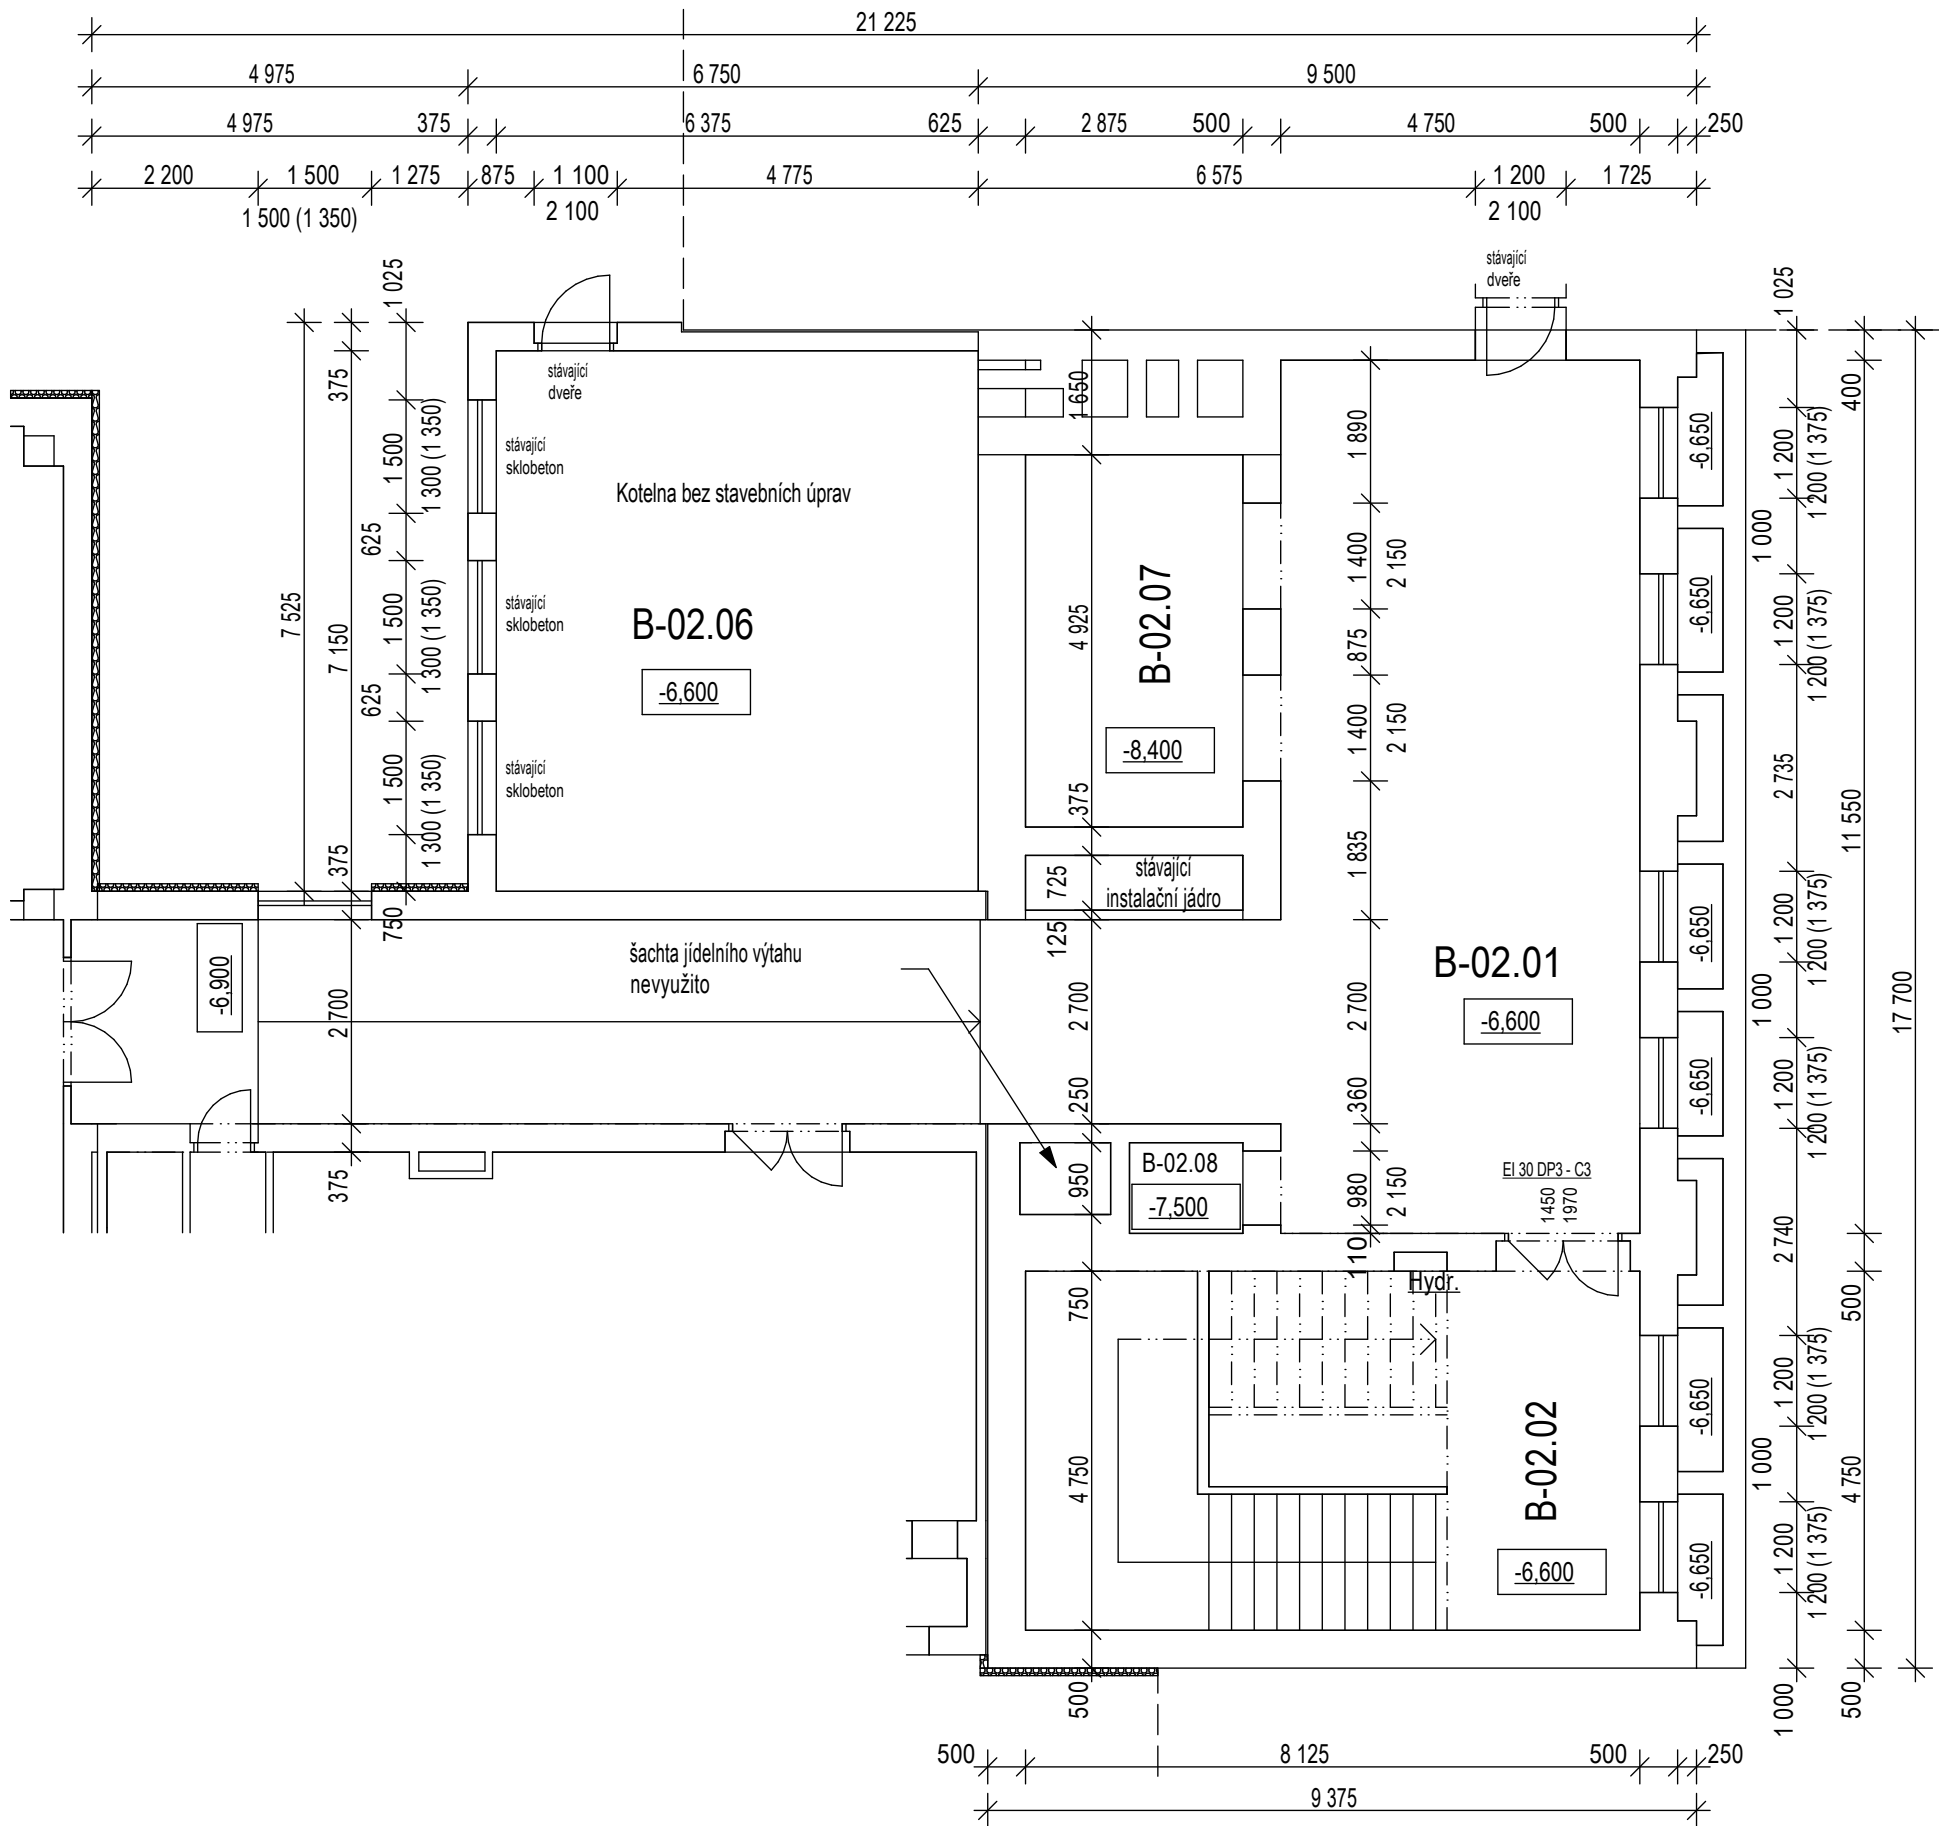 21 225
4 975 6 750 9 500
4 975 375 6 375 625 2 875 500 4 750 500 250
2 200 1 500 1 275 875 1 100 4 775 6 575 1 200 1 725
1 500 (1 350) 2 100 2 100
stávající
dveře
stávající
dveře
1 025
375
7 525
7 150
375
2 700
375
1 500
1 300 (1 350)
625
1 500
1 300 (1 350)
625
1 500
1 300 (1 350)
750
stávající
sklobeton
stávající
sklobeton
stávající
sklobeton
Kotelna bez stavebních úprav
B-02.06
-6,600
1 650
4 925
375
725
125
2 700
250
950
750
4 750
500
B-02.07
-8,400
stávající
instalační jádro
1 890
1 400
2 150
875
1 400
2 150
1 835
2 700
360
980
2 150
110
šachta jídelního výtahu
nevyužito
-6,900
B-02.01
-6,600
B-02.08
-7,500
EI 30 DP3 - C3
1450
1970
Hydr.
B-02.02
-6,600
-6,650
-6,650
-6,650
-6,650
-6,650
-6,650
1 025
1 200
1 200 (1 375)
1 000
1 200
1 200 (1 375)
2 735
1 200
1 200 (1 375)
1 000
1 200
1 200 (1 375)
2 740
1 200
1 200 (1 375)
1 000
1 200
1 200 (1 375)
1 000
400
11 550
500
4 750
500
17 700
500 8 125 500 250
9 375